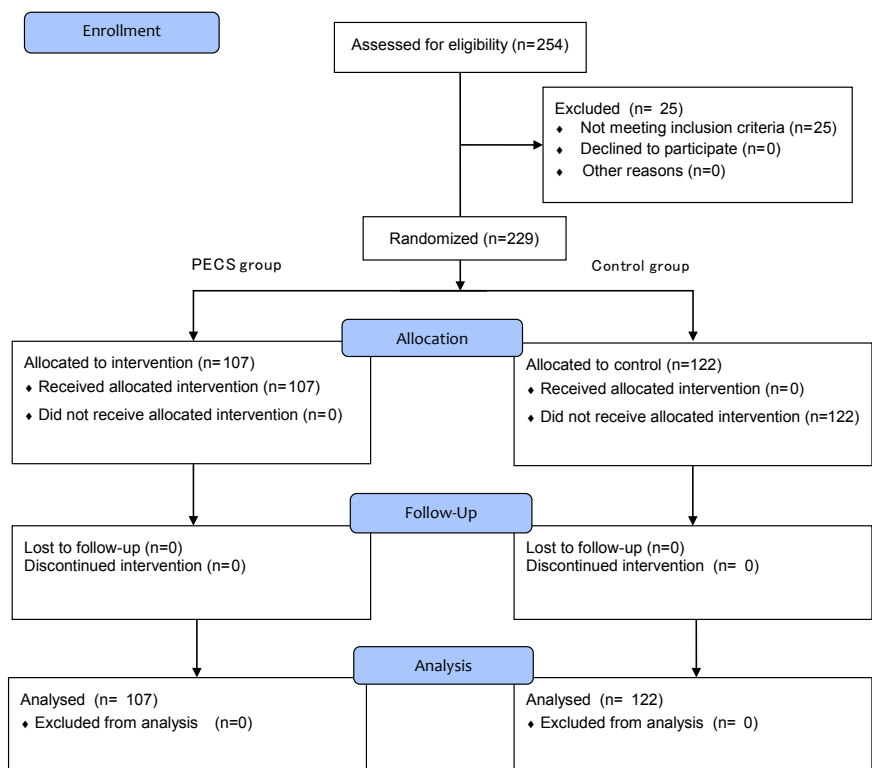 Enrollment
Assessed for eligibility (n=254)
Excluded (n= 25)
♦ Not meeting inclusion criteria (n=25)
♦ Declined to participate (n=0)
♦ Other reasons (n=0)
Randomized (n=229)
PECS group
Control group
Allocation
Allocated to intervention (n=107)
♦ Received allocated intervention (n=107)
♦ Did not receive allocated intervention (n=0)
Allocated to control (n=122)
♦ Received allocated intervention (n=0)
♦ Did not receive allocated intervention (n=122)
Follow-Up
Lost to follow-up (n=0)
Discontinued intervention (n=0)
Lost to follow-up (n=0)
Discontinued intervention (n= 0)
Analysis
Analysed (n= 107)
♦ Excluded from analysis (n=0)
Analysed (n= 122)
♦ Excluded from analysis (n= 0)